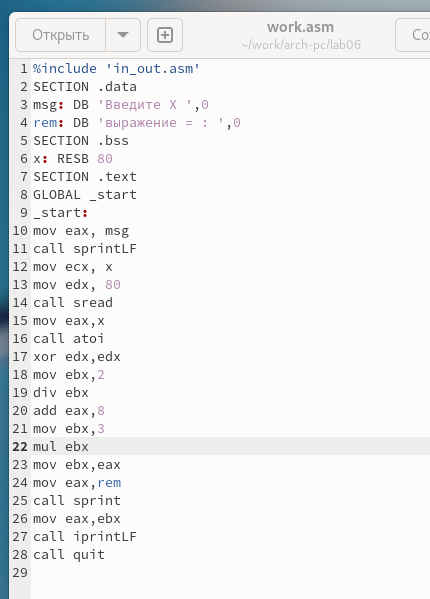 Открыть
work.asm
~/work/arch-pc/lab06
Со
1 %include 'in_out.asm'
2 SECTION .data
3 msg: DB 'Введите X ',0
4 rem: DB 'выражение = : ',0
5 SECTION .bss
6 x: RESB 80
7 SECTION .text
8 GLOBAL _start
9 _start:
10 mov eax, msg
11 call sprintLF
12 mov ecx, x
13 mov edx, 80
14 call sread
15 mov eax,x
16 call atoi
17 xor edx,edx
18 mov ebx,2
19 div ebx
20 add eax,8
21 mov ebx,3
22 mul ebx
23 mov ebx,eax
24 mov eax,rem
25 call sprint
26 mov eax,ebx
27 call iprintLF
28 call quit
29